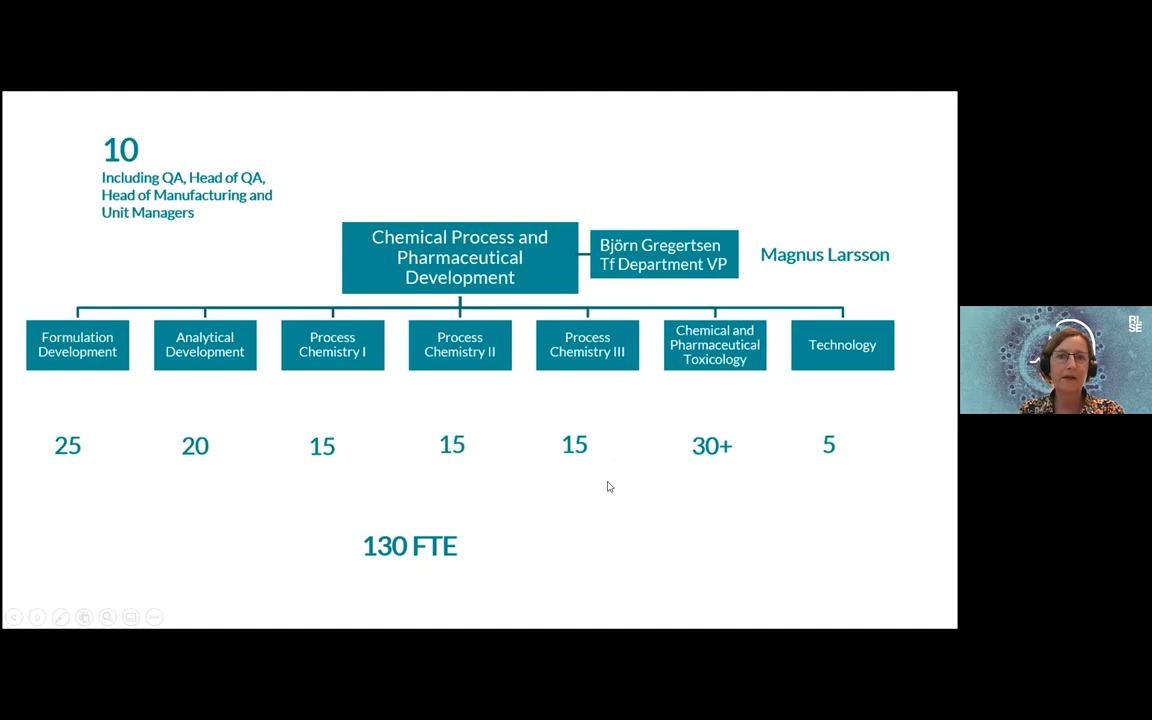 10
Including QA, Head of QA,
Head of Manufacturing and
Unit Managers
Chemical Process and
Pharmaceutical
Development
Björn Gregertsen
Tf Department VP
Magnus Larsson
Formulation
Development
Analytical
Development
Process
Chemistry I
Process
Chemistry II
Process
Chemistry III
Chemical and
Pharmaceutical
Toxicology
Technology
25
20
15
15
15
30+
5
130 FTE
RI.
SE